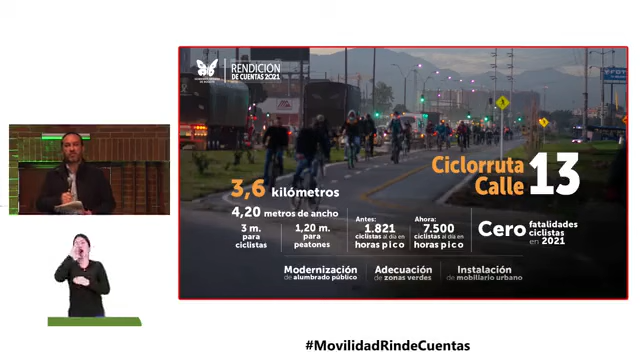 RENDICION
DE CUENTAS 2021
Ciclorruta
Calle 13
3,6 kilómetros
4,20 metros de ancho
3 m.
para
ciclistas
1,20 m.
para
peatones
Antes:
1.821
ciclistas al día en
horas pico
Ahora:
7.500
ciclistas al día en
horas pico
Cero fatalidades
ciclistas
en 2021
Modernización
de alumbrado público
Adecuación
de zonas verdes
Instalación
de mobiliario urbano
#MovilidadRindeCuentas